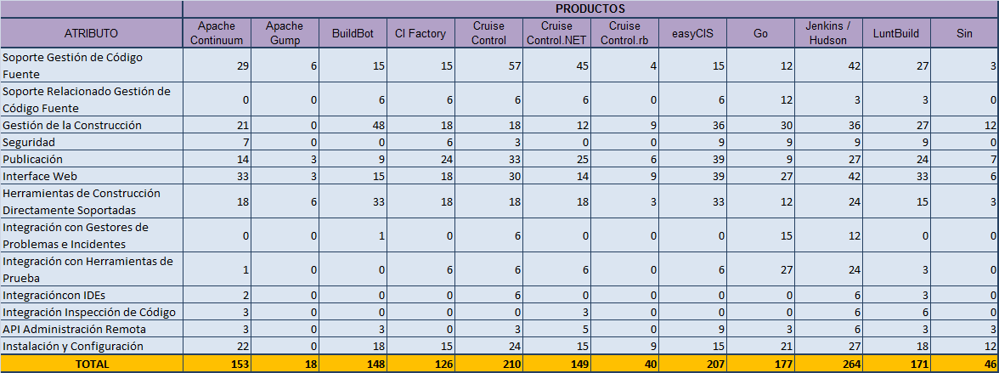 PRODUCTOS
ATRIBUTO Apache Continuum Apache Gump BuildBot CI Factory Cruise Control Cruise Control.NET Cruise Control.rb easyCIS Go Jenkins / Hudson LuntBuild Sin
Soporte Gestión de Código Fuente 29 6 15 15 57 45 4 15 12 42 27 3
Soporte Relacionado Gestión de Código Fuente 0 0 6 6 6 6 0 6 12 3 3 0
Gestión de la Construcción 21 0 48 18 18 12 9 36 30 36 27 12
Seguridad 7 0 0 6 3 0 0 9 9 9 9 0
Publicación 14 3 9 24 33 25 6 39 9 27 24 7
Interface Web 33 3 15 18 30 14 9 39 27 42 33 6
Herramientas de Construcción Directamente Soportadas 18 6 33 18 18 18 3 33 12 24 15 3
Integración con Gestores de Problemas e Incidentes 0 0 1 0 6 0 0 0 15 12 0 0
Integración con Herramientas de Prueba 1 0 0 6 6 6 0 6 27 24 3 0
Integracióncon IDEs 2 0 0 0 6 0 0 0 0 6 3 0
Integración Inspección de Código 3 0 0 0 0 3 0 0 0 6 6 0
API Administración Remota 3 0 3 0 3 5 0 9 3 6 3 3
Instalación y Configuración 22 0 18 15 24 15 9 15 21 27 18 12
TOTAL 153 18 148 126 210 149 40 207 177 264 171 46